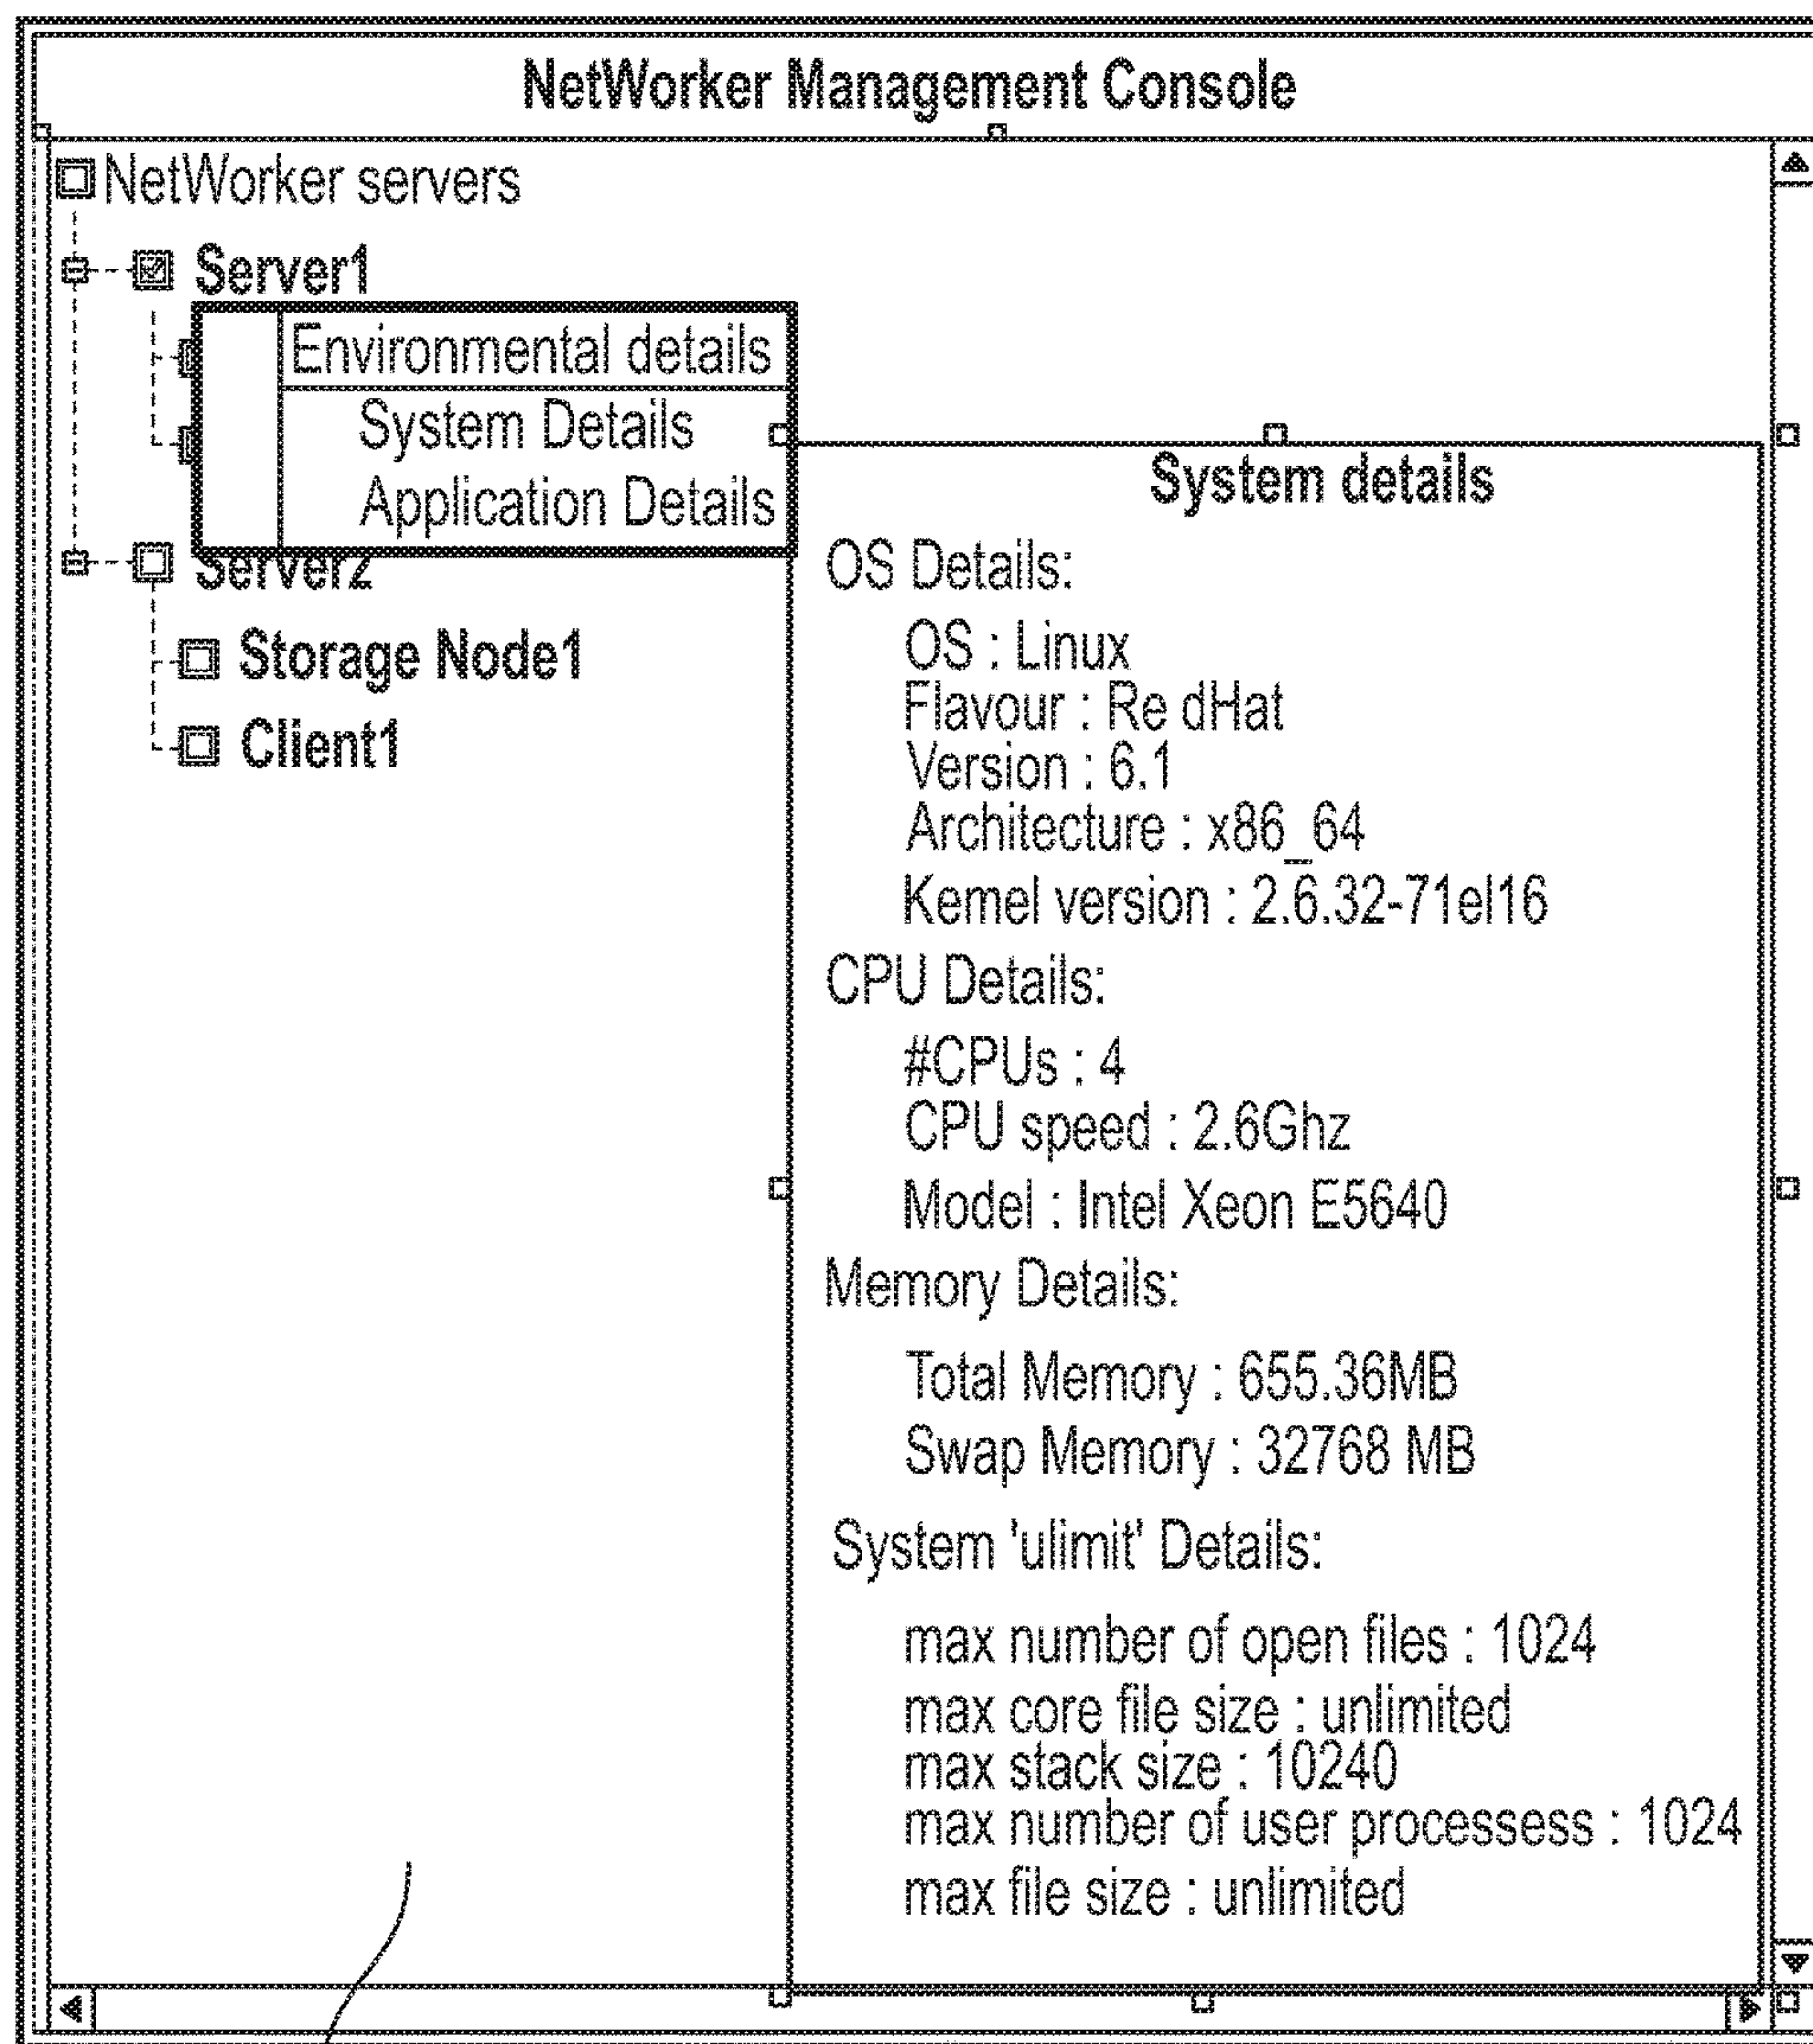 NetWorker Management Console
NetWorker servers
Server1
Environmental details
System Details
Application Details
Server2
Storage Node1
Client1
System details
OS Details:
OS : Linux
Flavour : Re dHat
Version : 6.1
Architecture : x86_64
Kernel version : 2.6.32-71el16
CPU Details:
#CPUs : 4
CPU speed : 2.6Ghz
Model : Intel Xeon E5640
Memory Details:
Total Memory : 655.36MB
Swap Memory : 32768 MB
System 'ulimit' Details:
max number of open files : 1024
max core file size : unlimited
max stack size : 10240
max number of user processess : 1024
max file size : unlimited